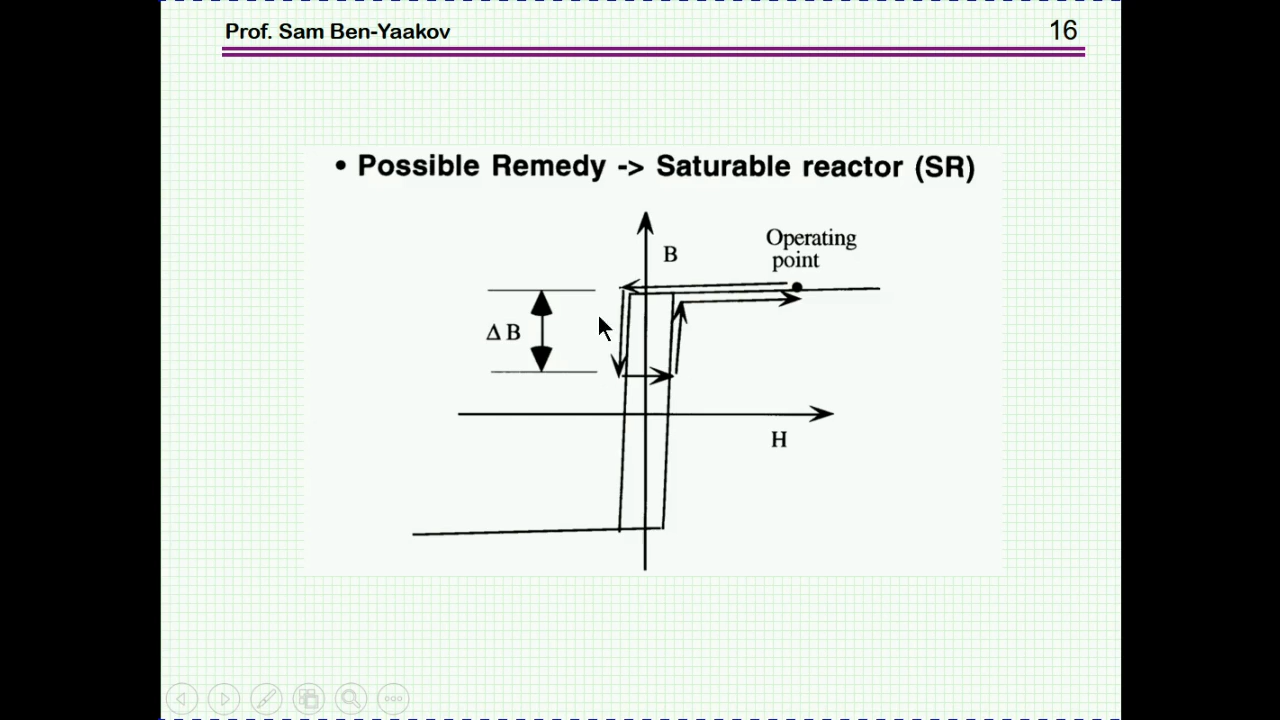 Prof. Sam Ben-Yaakov
16
• Possible Remedy -> Saturable reactor (SR)
Operating
point
B
Δ B
H